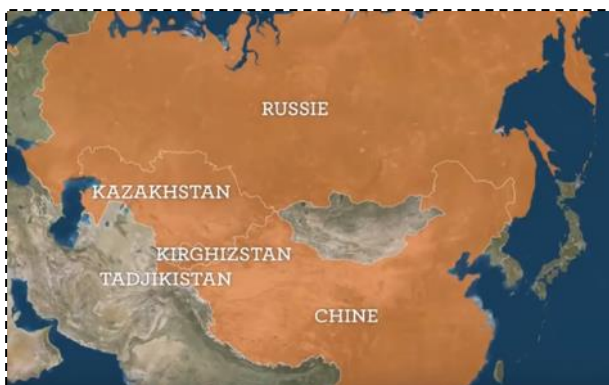 RUSSIE
KAZAKHSTAN
KIRGHIZSTAN
TADJIKISTAN
CHINE